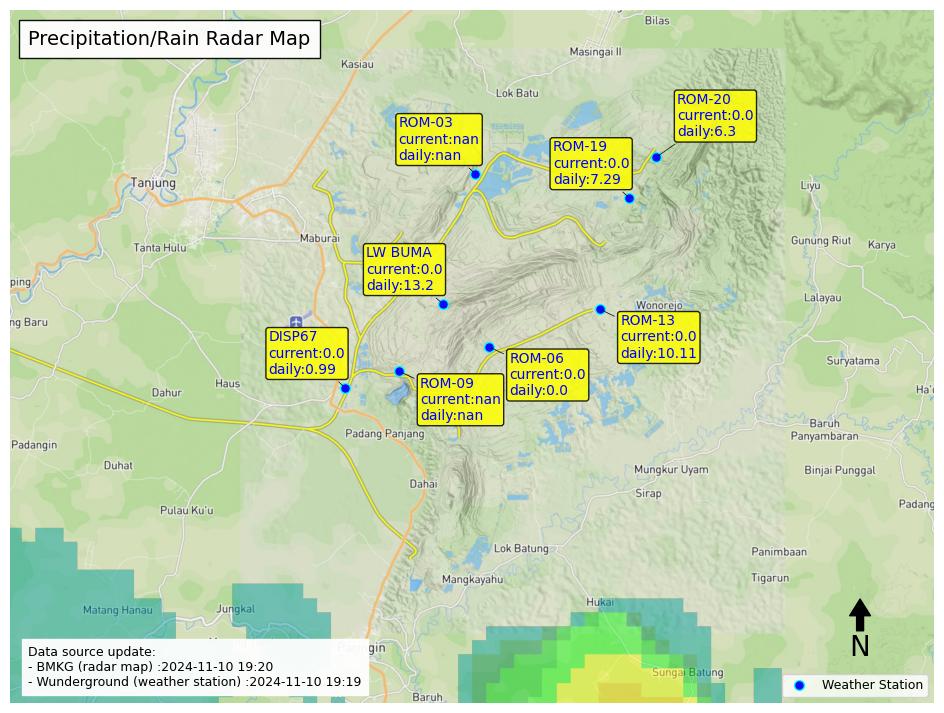 Precipitation/Rain Radar Map
Bilas
Masingai II
Kasiau
Lok Batu
ROM-20
current:0.0
daily:6.3
ROM-03
current:nan
daily:nan
ROM-19
current:0.0
daily:7.29
Tanjung
Liyu
Maburai
Tanta Hulu
Gunung Riut
Karya
LW BUMA
current:0.0
daily:13.2
ping
Lalayau
Wonorejo
ng Baru
ROM-13
current:0.0
daily:10.11
DISP67
current:0.0
daily:0.99
ROM-06
current:0.0
daily:0.0
Suryatama
Haus
Dahur
ROM-09
current:nan
daily:nan
Ha'
Baruh
Panyambaran
Padang Panjang
Padangin
Duhat
Mungkur Uyam
Binjai Punggal
Dahai
Sirap
Padang
Pulau Ku'u
Lok Batung
Panimbaan
Mangkayahu
Tigarun
Matang Hanau
Jungkal
Hukai
N
Sungai Batung
Data source update:
- BMKG (radar map) :2024-11-10 19:20
- Wunderground (weather station) :2024-11-10 19:19
Weather Station
Baruh